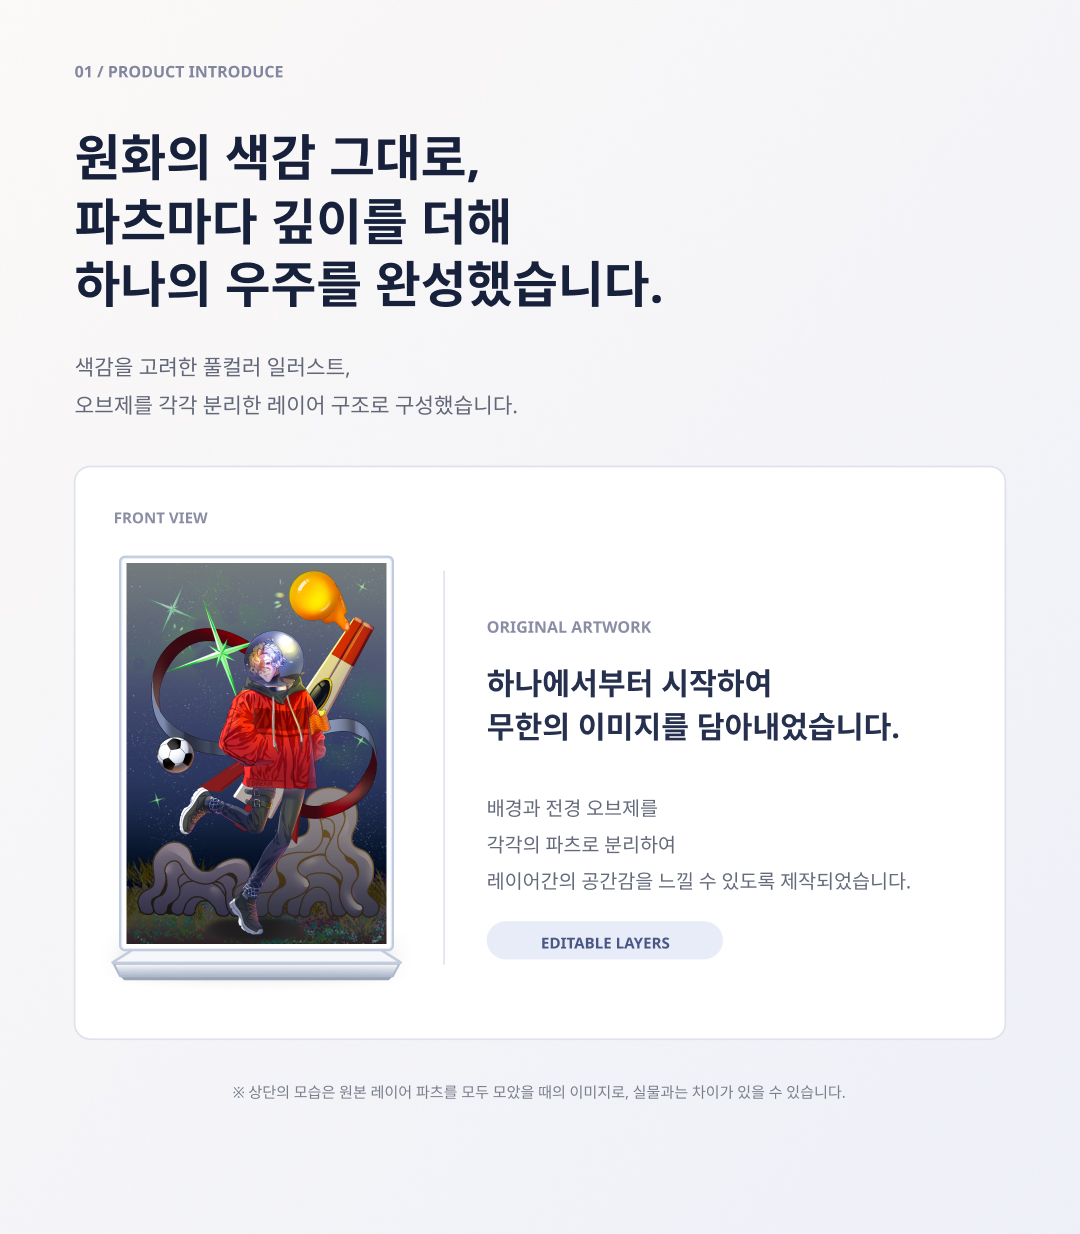 01 / PRODUCT INTRODUCE
원화의 색감 그대로,
파츠마다 깊이를 더해
하나의 우주를 완성했습니다.
색감을 고려한 풀컬러 일러스트,
오브제를 각각 분리한 레이어 구조로 구성했습니다.
FRONT VIEW
ORIGINAL ARTWORK
하나에서부터 시작하여
무한의 이미지를 담아내었습니다.
배경과 전경 오브제를
각각의 파츠로 분리하여
레이어간의 공간감을 느낄 수 있도록 제작되었습니다.
EDITABLE LAYERS
※ 상단의 모습은 원본 레이어 파츠를 모두 모았을 때의 이미지로, 실물과는 차이가 있을 수 있습니다.